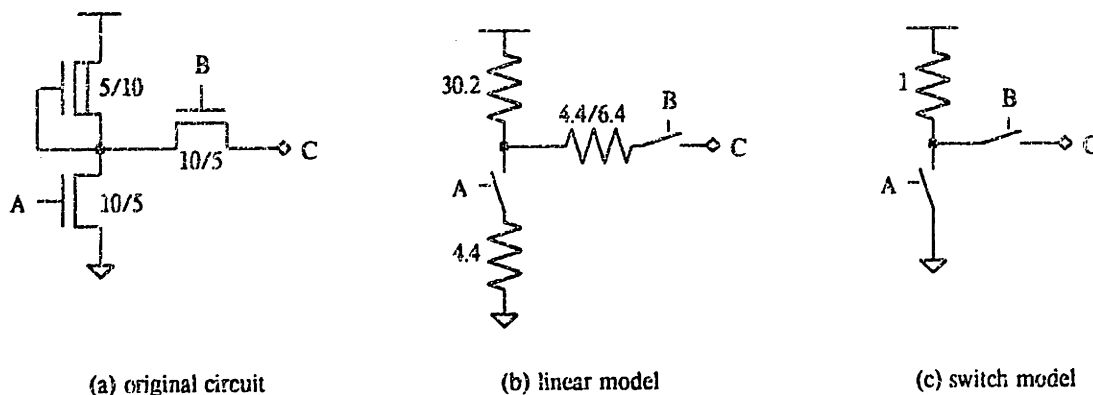 5/10
B
10/5
C
A
10/5
30.2
4.4/6.4
B
C
A
4.4
1
B
C
A
(a) original circuit
(b) linear model
(c) switch model